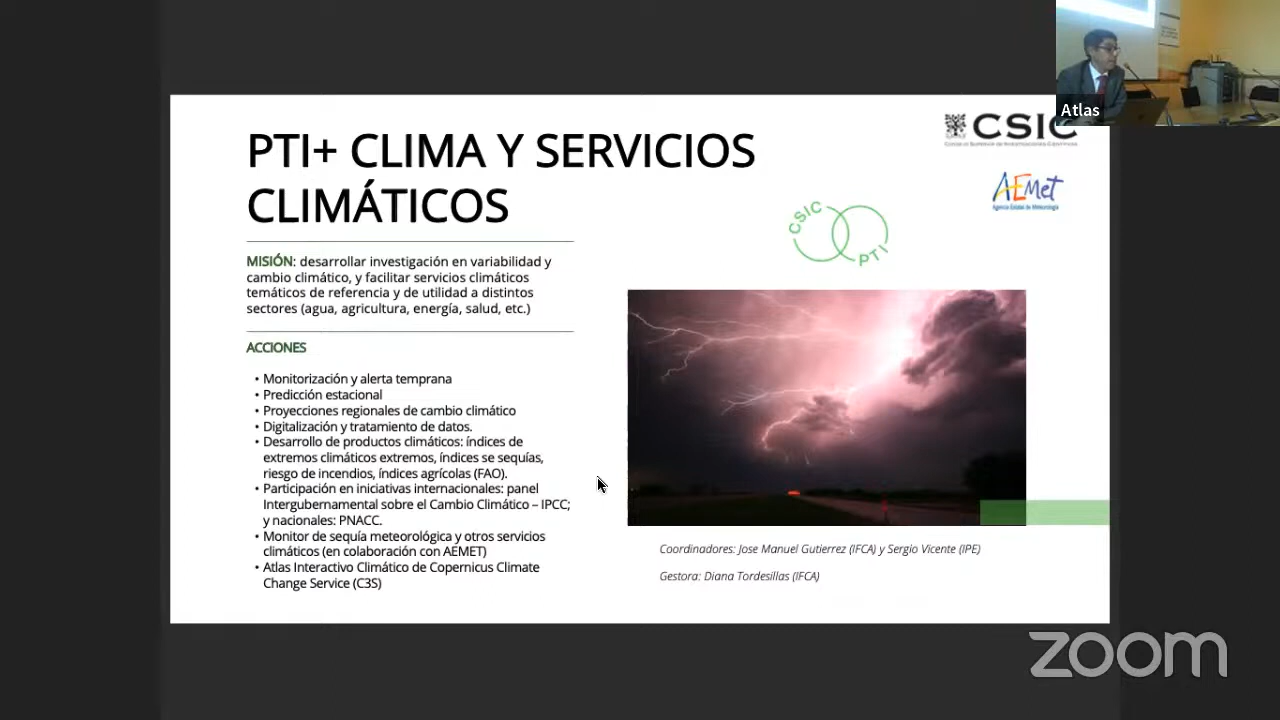 PTI+ CLIMA Y SERVICIOS
CLIMÁTICOS
MISIÓN: desarrollar investigación en variabilidad y
cambio climático, y facilitar servicios climáticos
temáticos de referencia y de utilidad a distintos
sectores (agua, agricultura, energía, salud, etc.)
ACCIONES
• Monitorización y alerta temprana
• Predicción estacional
• Proyecciones regionales de cambio climático
• Digitalización y tratamiento de datos.
• Desarrollo de productos climáticos: índices de
extremos climáticos extremos, índices se sequías,
riesgo de incendios, índices agrícolas (FAO).
• Participación en iniciativas internacionales: panel
Intergubernamental sobre el Cambio Climático – IPCC;
y nacionales: PNACC.
• Monitor de sequía meteorológica y otros servicios
climáticos (en colaboración con AEMET)
• Atlas Interactivo Climático de Copernicus Climate
Change Service (C3S)
Atlas
CSIC
AEMet
Agencia Estatal de Meteorología
CSIC
PTI
Coordinadores: Jose Manuel Gutierrez (IFCA) y Sergio Vicente (IPE)
Gestora: Diana Tordesillas (IFCA)
zoom